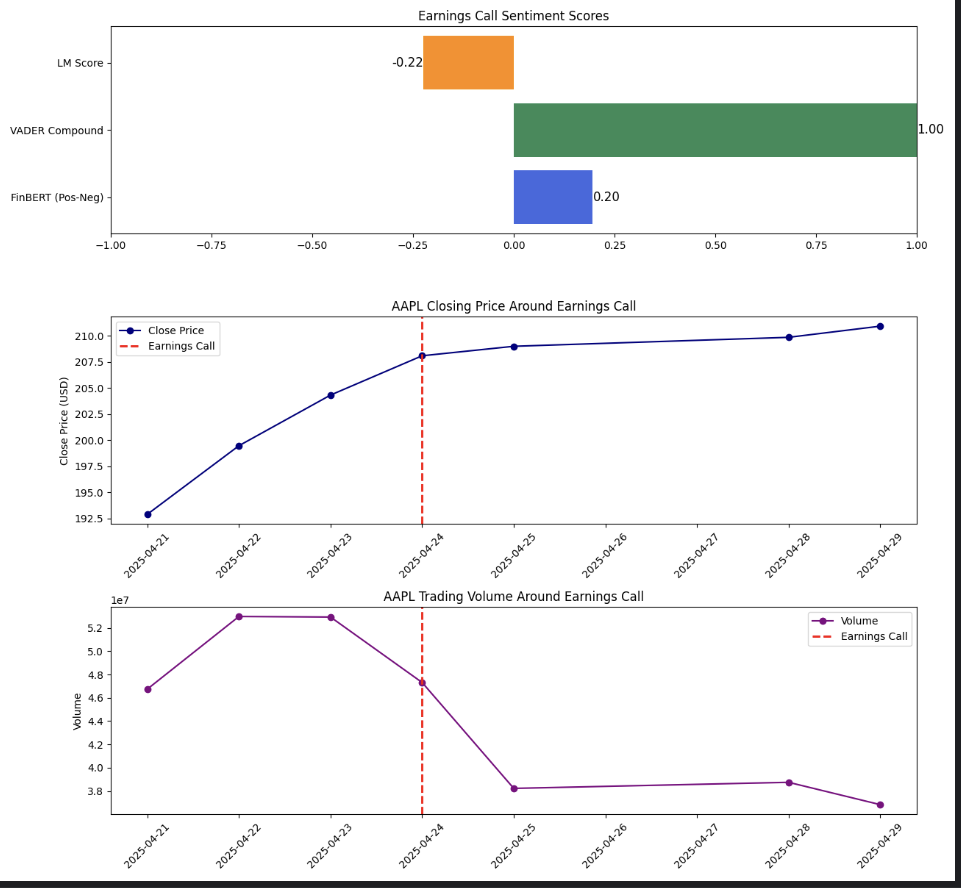 Earnings Call Sentiment Scores
LM Score
-0.22
VADER Compound
1.00
FinBERT (Pos-Neg)
0.20
−1.00 −0.75 −0.50 −0.25 0.00 0.25 0.50 0.75 1.00
AAPL Closing Price Around Earnings Call
Close Price
Earnings Call
Close Price (USD)
210.0
207.5
205.0
202.5
200.0
197.5
195.0
192.5
2025-04-21 2025-04-22 2025-04-23 2025-04-24 2025-04-25 2025-04-26 2025-04-27 2025-04-28 2025-04-29
AAPL Trading Volume Around Earnings Call
1e7
Volume
Earnings Call
Volume
5.2
5.0
4.8
4.6
4.4
4.2
4.0
3.8
2025-04-21 2025-04-22 2025-04-23 2025-04-24 2025-04-25 2025-04-26 2025-04-27 2025-04-28 2025-04-29